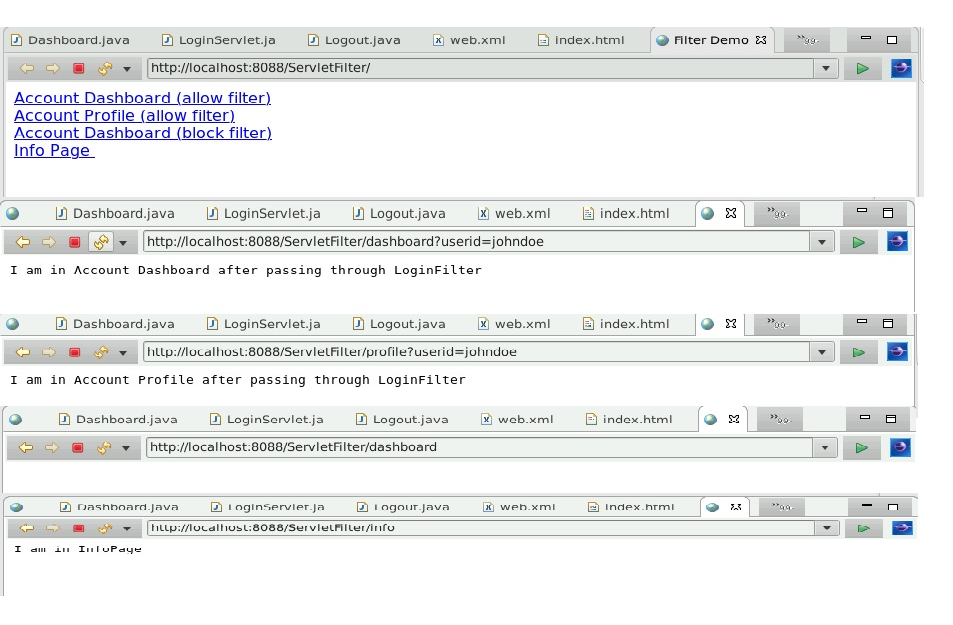 Dashboard.java LoginServlet.ja Logout.java web.xml index.html Filter Demo
http://localhost:8088/ServletFilter/
Account Dashboard (allow filter)
Account Profile (allow filter)
Account Dashboard (block filter)
Info Page
Dashboard.java LoginServlet.ja Logout.java web.xml index.html
http://localhost:8088/ServletFilter/dashboard?userid=johndoe
I am in Account Dashboard after passing through LoginFilter
Dashboard.java LoginServlet.ja Logout.java web.xml index.html
http://localhost:8088/ServletFilter/profile?userid=johndoe
I am in Account Profile after passing through LoginFilter
Dashboard.java LoginServlet.ja Logout.java web.xml index.html
http://localhost:8088/ServletFilter/dashboard
Dashboard.java LoginServlet.ja Logout.java web.xml index.html
http://localhost:8088/ServletFilter/info
I am in InfoPage